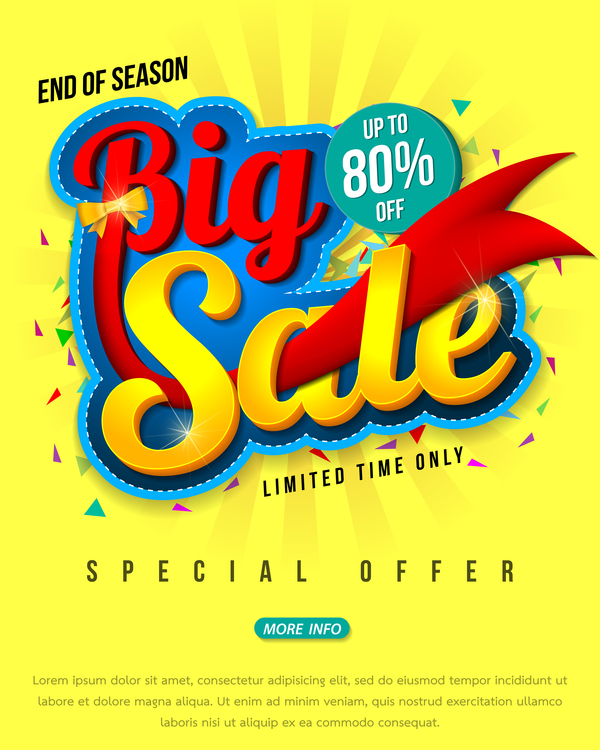 END OF SEASON
Big
UP TO
80%
OFF
Sale
LIMITED TIME ONLY
SPECIAL OFFER
MORE INFO
Lorem ipsum dolor sit amet, consectetur adipisicing elit, sed do eiusmod tempor incididunt ut
labore et dolore magna aliqua. Ut enim ad minim veniam, quis nostrud exercitation ullamco
laboris nisi ut aliquip ex ea commodo consequat.